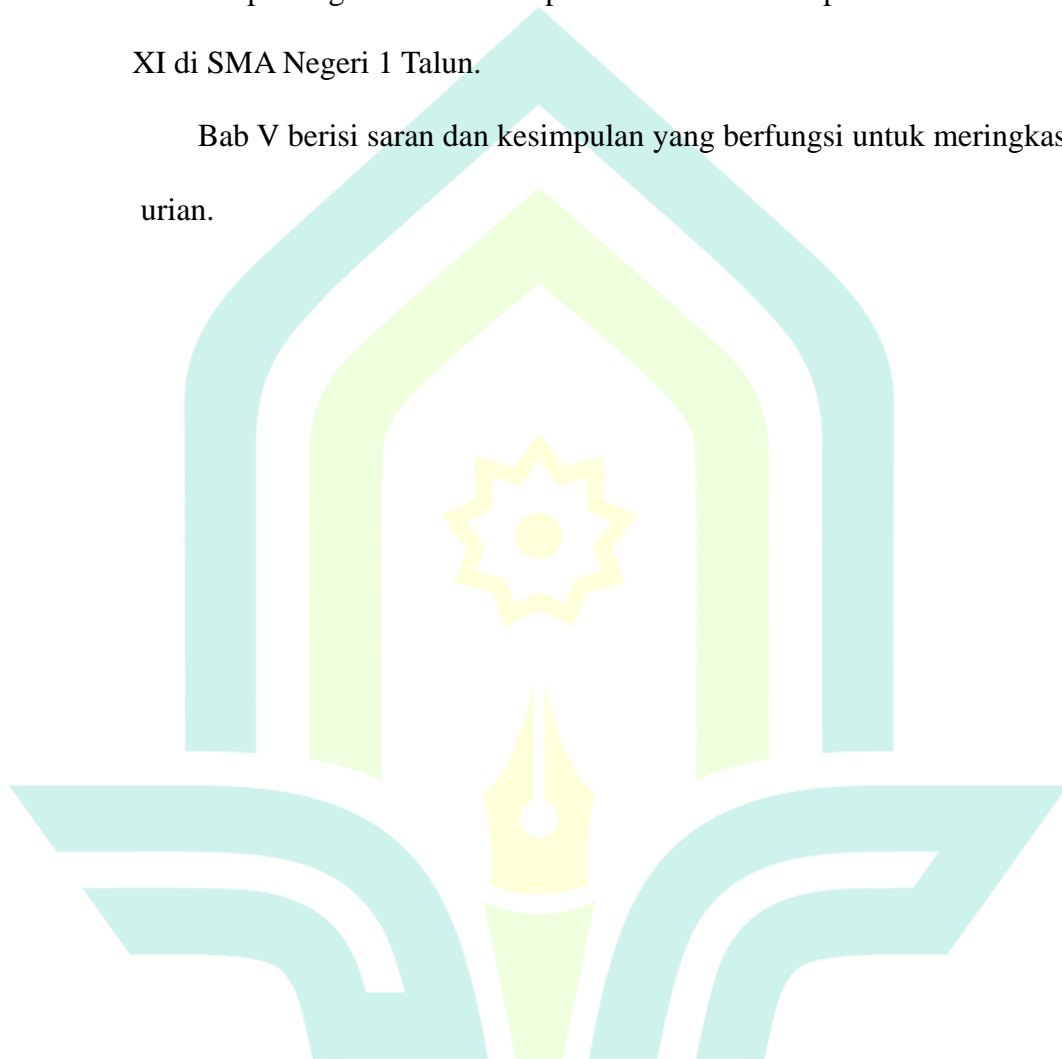 XI di SMA Negeri 1 Talun.
Bab V berisi saran dan kesimpulan yang berfungsi untuk meringkas
urian.